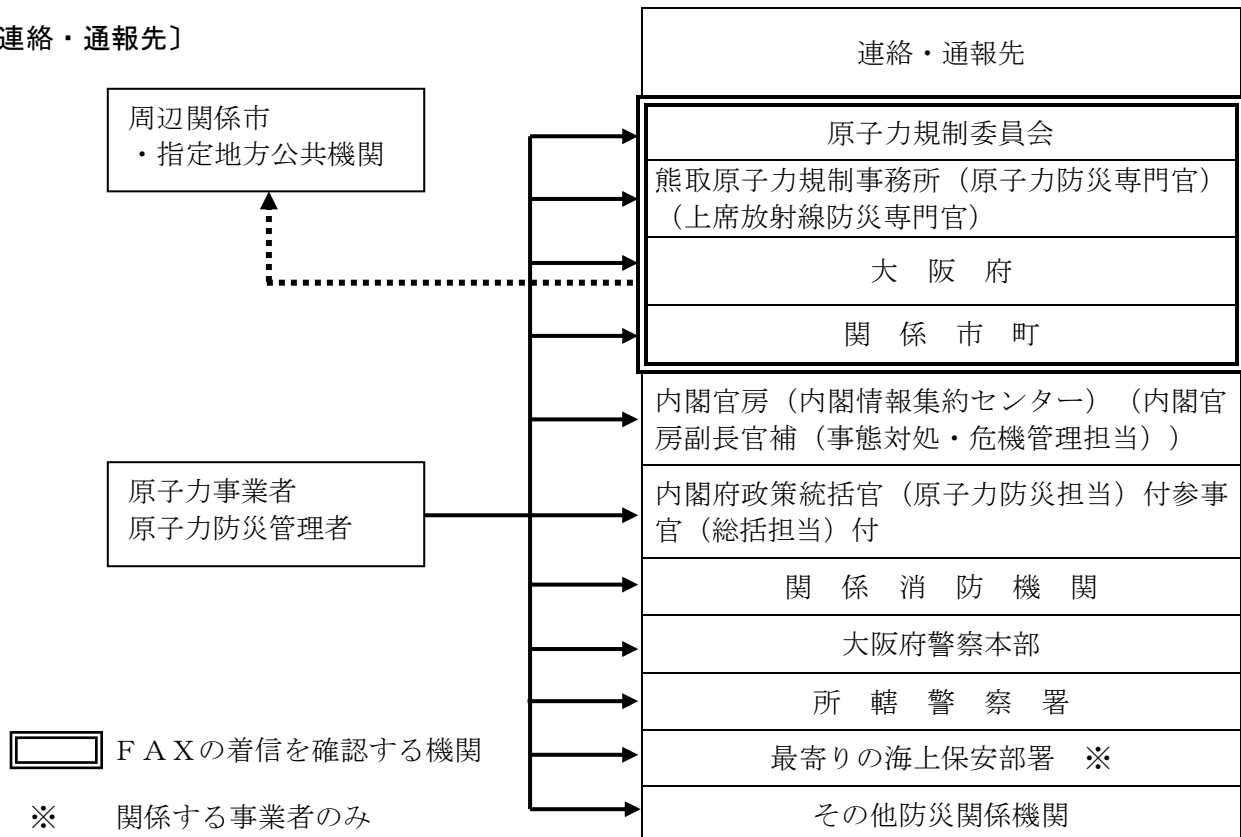 連絡・通報先〕
連絡・通報先
周辺関係市
・指定地方公共機関
原子力規制委員会
熊取原子力規制事務所（原子力防災専門官）
（上席放射線防災専門官）
大　阪　府
関　係　市　町
内閣官房（内閣情報集約センター）（内閣官
房副長官補（事態対処・危機管理担当））
原子力事業者
原子力防災管理者
内閣府政策統括官（原子力防災担当）付参事
官（総括担当）付
関　係　消　防　機　関
大阪府警察本部
所　轄　警　察　署
最寄りの海上保安部署　※
その他防災関係機関
ＦＡＸの着信を確認する機関
※　関係する事業者のみ